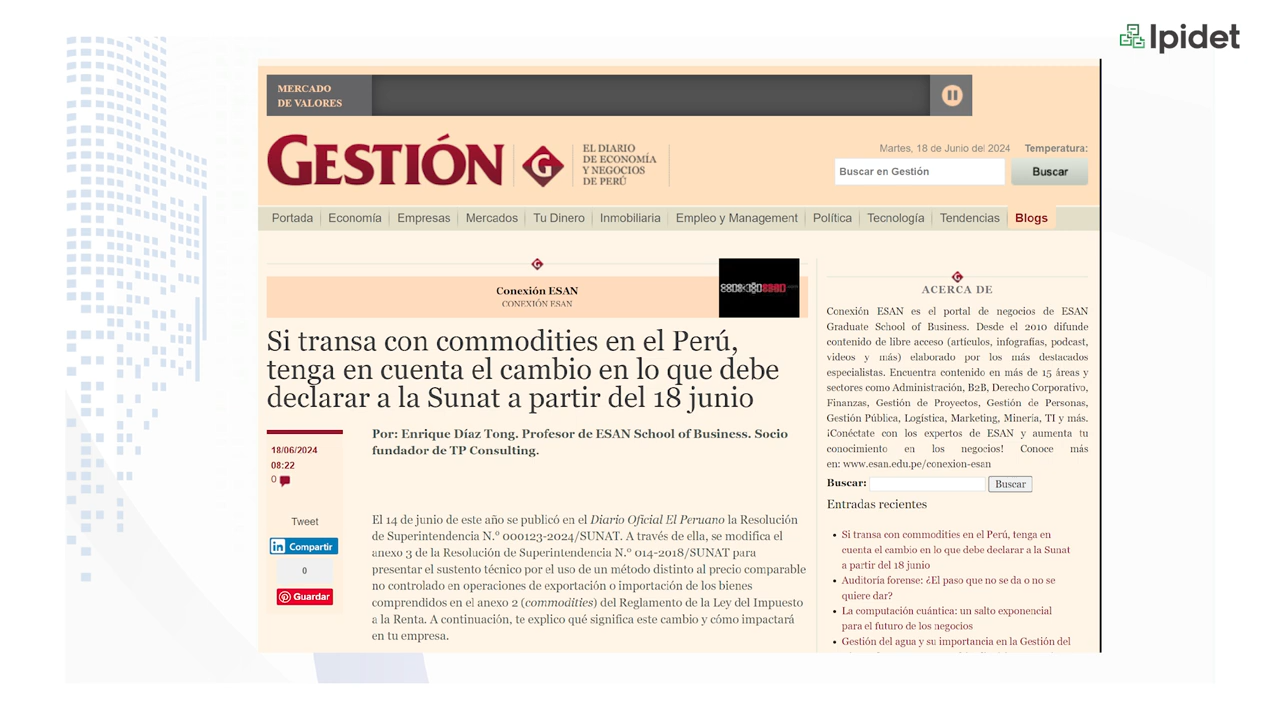 Ipidet
MERCADO
DE VALORES
GESTIÓN
G
EL DIARIO
DE ECONOMÍA
Y NEGOCIOS
DE PERÚ
Martes, 18 de Junio del 2024
Temperatura:
Buscar en Gestión
Buscar
Portada
Economía
Empresas
Mercados
Tu Dinero
Inmobiliaria
Empleo y Management
Política
Tecnología
Tendencias
Blogs
G
Conexión ESAN
CONEXIÓN ESAN
Si transa con commodities en el Perú,
tenga en cuenta el cambio en lo que debe
declarar a la Sunat a partir del 18 junio
18/06/2024
08:22
0
Tweet
in Compartir
0
Guardar
Por: Enrique Díaz Tong. Profesor de ESAN School of Business. Socio
fundador de TP Consulting.
El 14 de junio de este año se publicó en el Diario Oficial El Peruano la Resolución
de Superintendencia N.° 000123-2024/SUNAT. A través de ella, se modifica el
anexo 3 de la Resolución de Superintendencia N.° 014-2018/SUNAT para
presentar el sustento técnico por el uso de un método distinto al precio comparable
no controlado en operaciones de exportación o importación de los bienes
comprendidos en el anexo 2 (commodities) del Reglamento de la Ley del Impuesto
a la Renta. A continuación, te explico qué significa este cambio y cómo impactará
en tu empresa.
G
ACERCA DE
Conexión ESAN es el portal de negocios de ESAN
Graduate School of Business. Desde el 2010 difunde
contenido de libre acceso (artículos, infografías, podcast,
videos y más) elaborado por los más destacados
especialistas. Encuentra contenido en más de 15 áreas y
sectores como Administración, B2B, Derecho Corporativo,
Finanzas, Gestión de Proyectos, Gestión de Personas,
Gestión Pública, Logística, Marketing, Minería, TI y más.
¡Conéctate con los expertos de ESAN y aumenta tu
conocimiento en los negocios! Conoce más
en: www.esan.edu.pe/conexion-esan
Buscar:
Buscar
Entradas recientes
Si transa con commodities en el Perú, tenga en
cuenta el cambio en lo que debe declarar a la Sunat
a partir del 18 junio
Auditoría forense: ¿El paso que no se da o no se
quiere dar?
La computación cuántica: un salto exponencial
para el futuro de los negocios
Gestión del agua y su importancia en la Gestión del